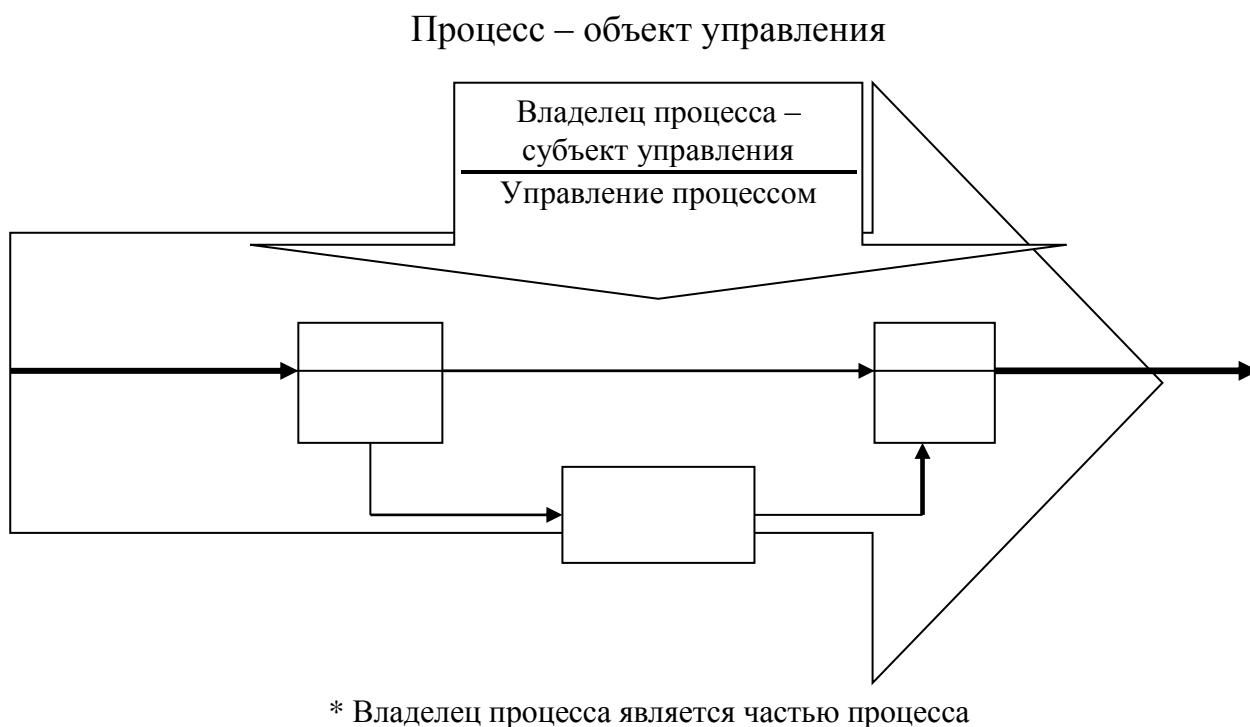 Процесс – объект управления
Владелец процесса –
субъект управления
Управление процессом
* Владелец процесса является частью процесса